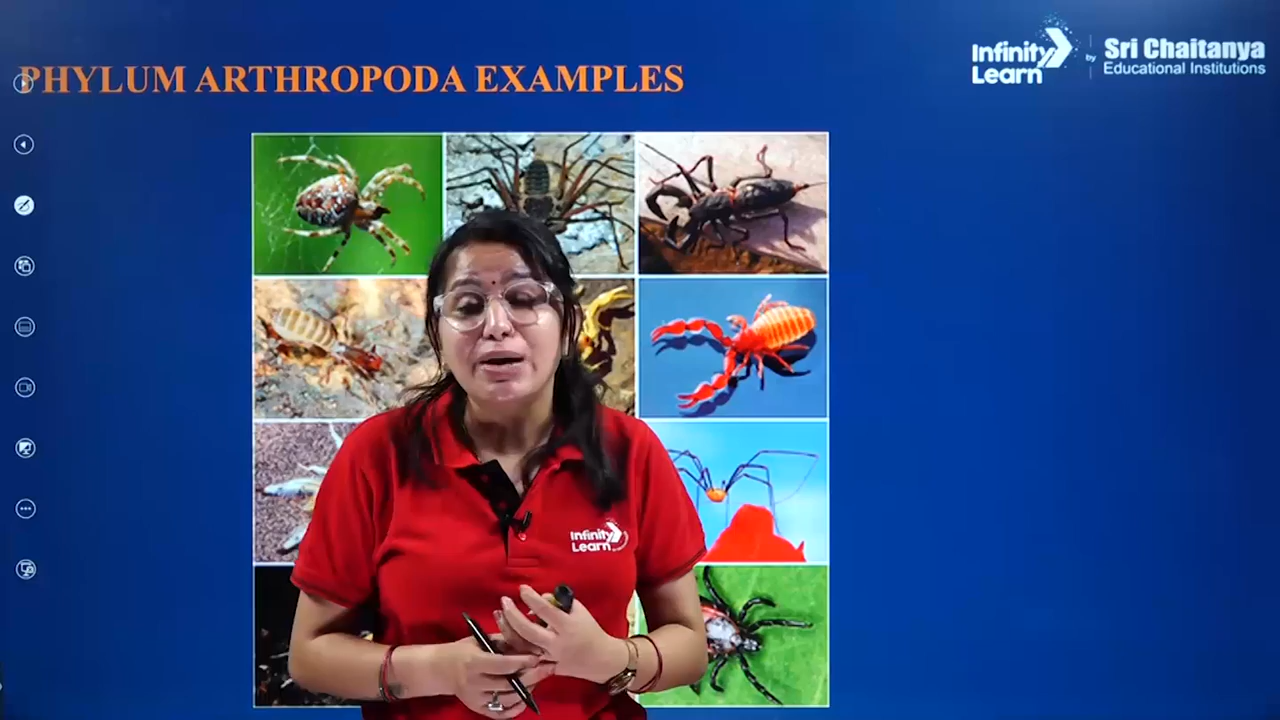 PHYLUM ARTHROPODA EXAMPLES
Infinity Learn
by
Sri Chaitanya
Educational Institutions
Infinity
Learn